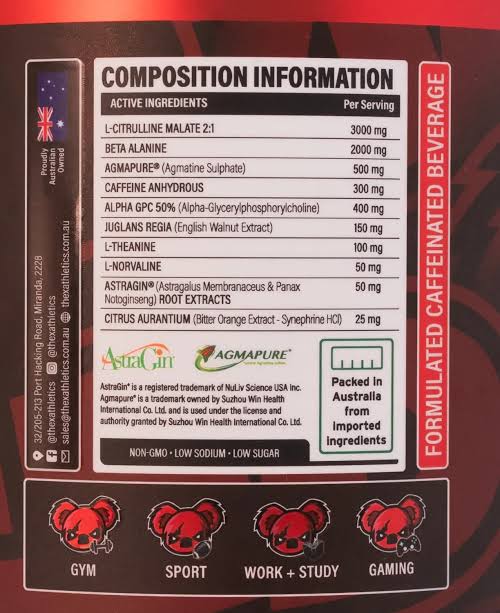 COMPOSITION INFORMATION
ACTIVE INGREDIENTS Per Serving
L-CITRULLINE MALATE 2:1 3000 mg
BETA ALANINE 2000 mg
AGMAPURE® (Agmatine Sulphate) 500 mg
CAFFEINE ANHYDROUS 300 mg
ALPHA GPC 50% (Alpha-Glycerylphosphorylcholine) 400 mg
JUGLANS REGIA (English Walnut Extract) 150 mg
L-THEANINE 100 mg
L-NORVALINE 50 mg
ASTRAGIN® (Astragalus Membranaceus & Panax 50 mg
Notoginseng) ROOT EXTRACTS
CITRUS AURANTIUM (Bitter Orange Extract - Synephrine HCl) 25 mg
AstraGin
AGMAPURE
AstraGin® is a registered trademark of NuLiv Science USA Inc.
Agmapure® is a trademark owned by Suzhou Win Health
International Co. Ltd. and is used under the license and
authority granted by Suzhou Win Health International Co. Ltd.
Packed in
Australia
from
Imported
Ingredients
NON-GMO • LOW SODIUM • LOW SUGAR
Proudly
Australian
Owned
32/205-213 Port Hacking Road, Miranda, 2228
@thexathletics @thexathletics
sales@thexathletics.com.au thexathletics.com.au
FORMULATED CAFFEINATED BEVERAGE
GYM
SPORT
WORK + STUDY
GAMING